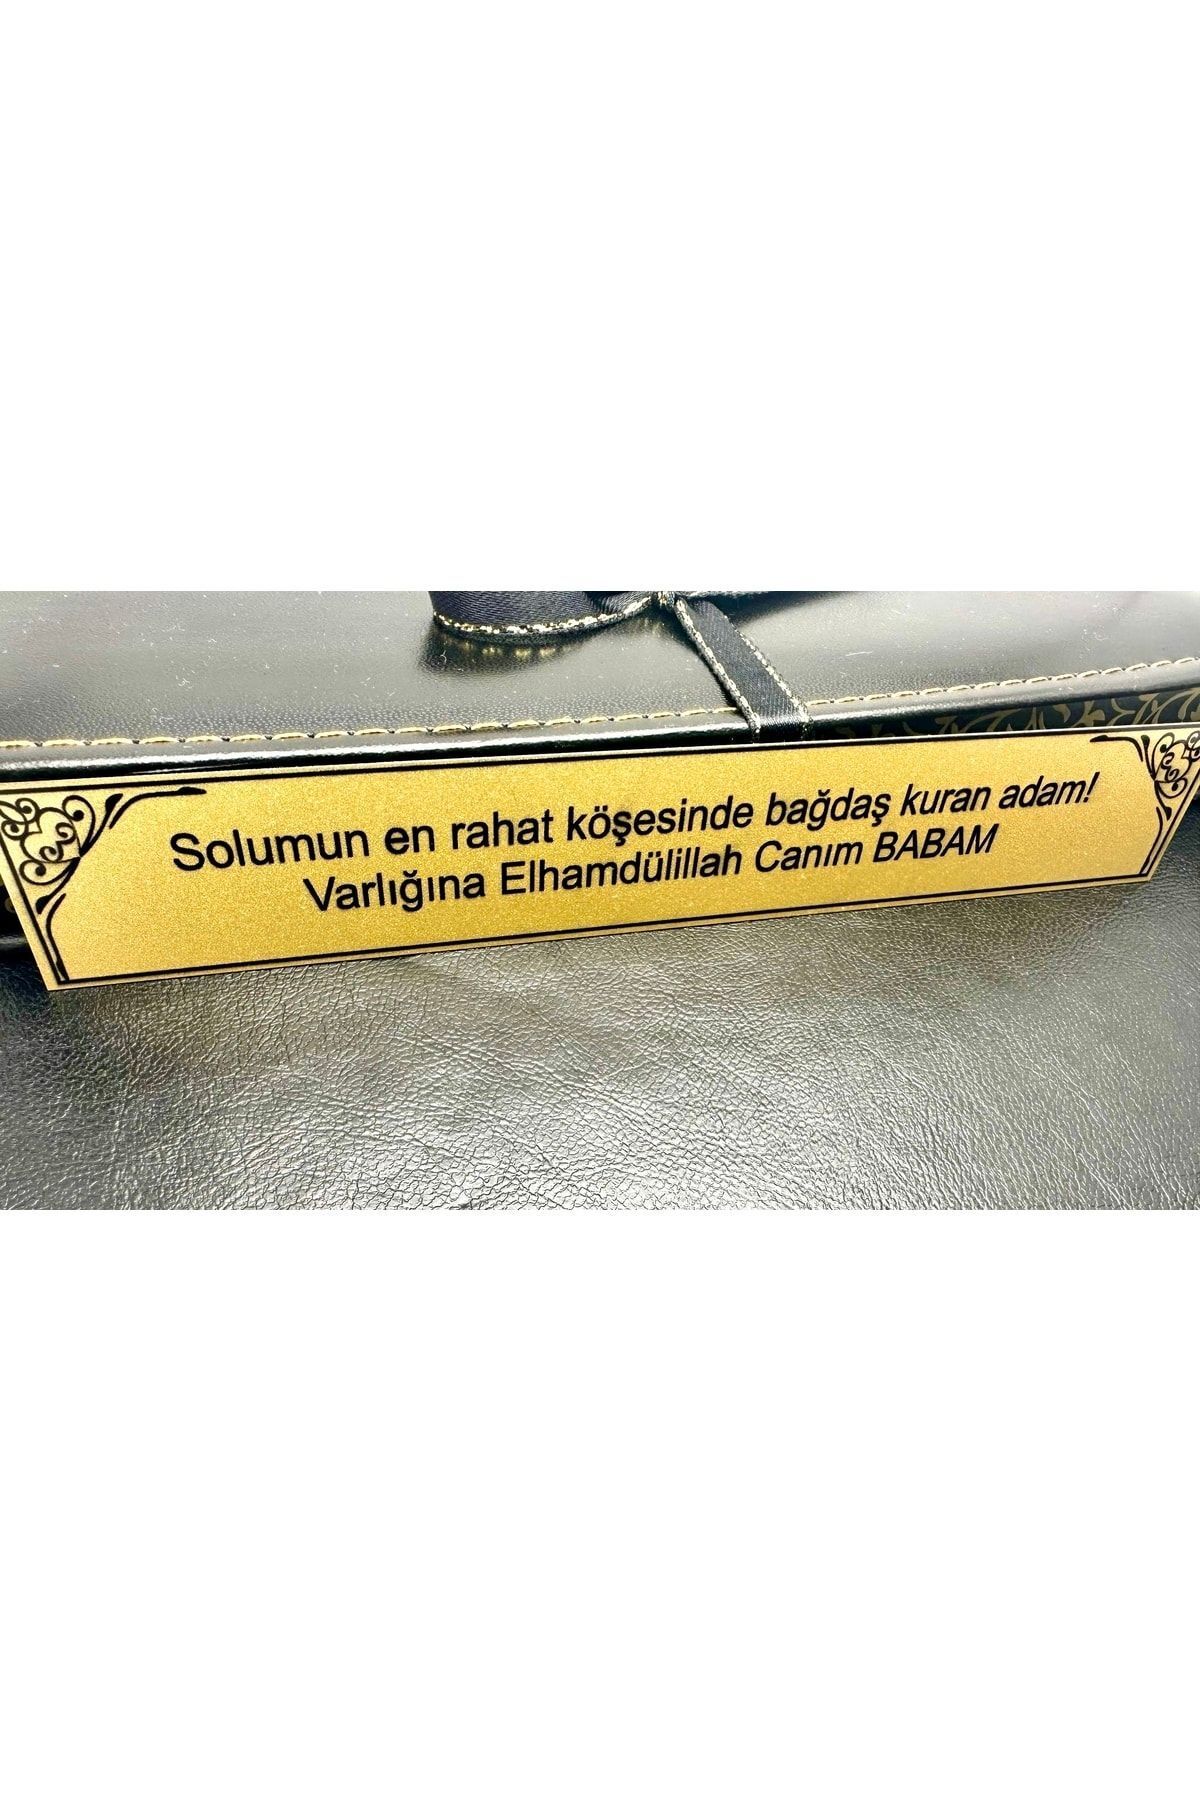 Solumun en rahat köşesinde bağdaş kuran adam!
Varlığına Elhamdülillah Canım BABAM